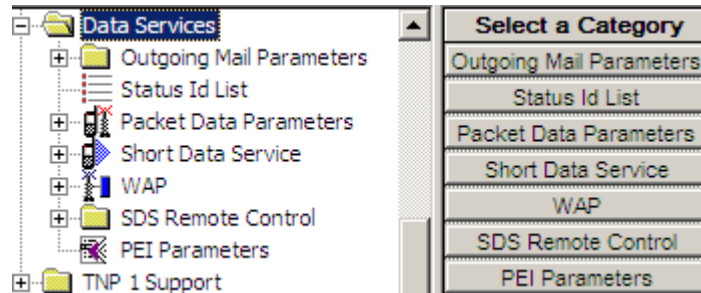 Data Services
Outgoing Mail Parameters
Status Id List
Packet Data Parameters
Short Data Service
WAP
SDS Remote Control
PEI Parameters
TNP 1 Support
Select a Category
Outgoing Mail Parameters
Status Id List
Packet Data Parameters
Short Data Service
WAP
SDS Remote Control
PEI Parameters